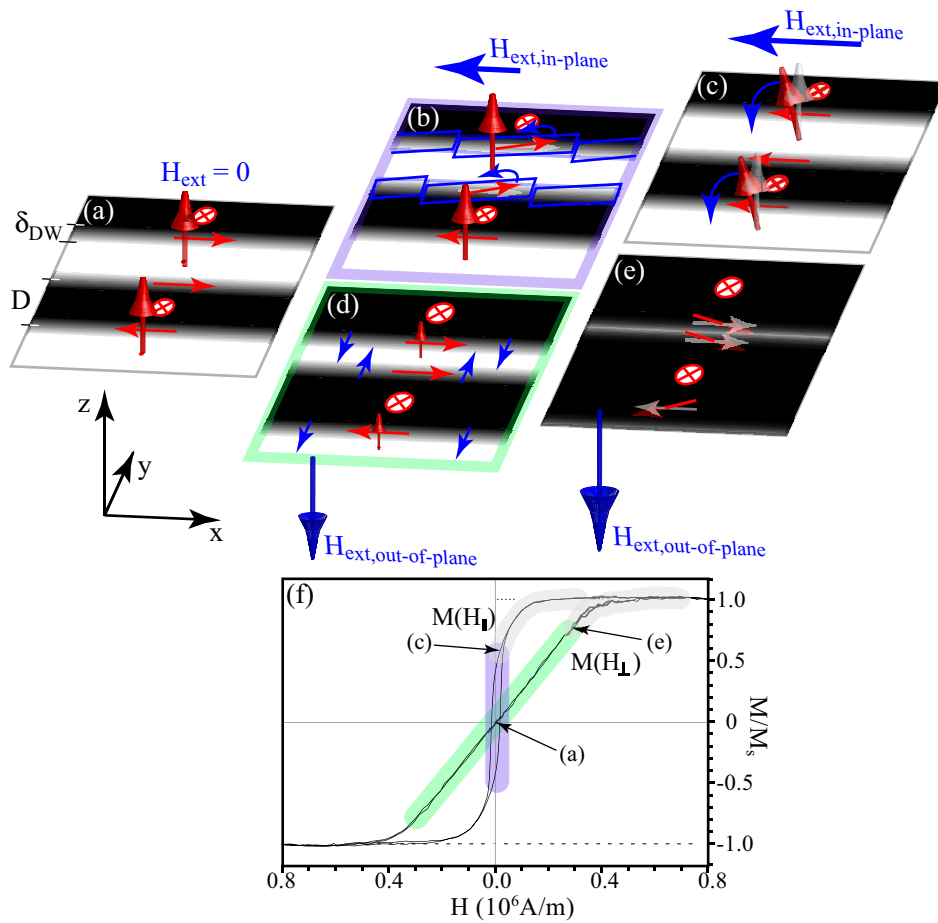 H_ext,in-plane
H_ext,in-plane
(c)
(b)
H_ext = 0
(a)
δ_DW
D
(d)
(e)
z
y
x
H_ext,out-of-plane
H_ext,out-of-plane
(f)
M(H_∥)
(c)
(e)
M(H_⊥)
(a)
1.0
0.5
0
-0.5
-1.0
M/M_s
0.8
0.4
0.0
0.4
0.8
H (10^6A/m)